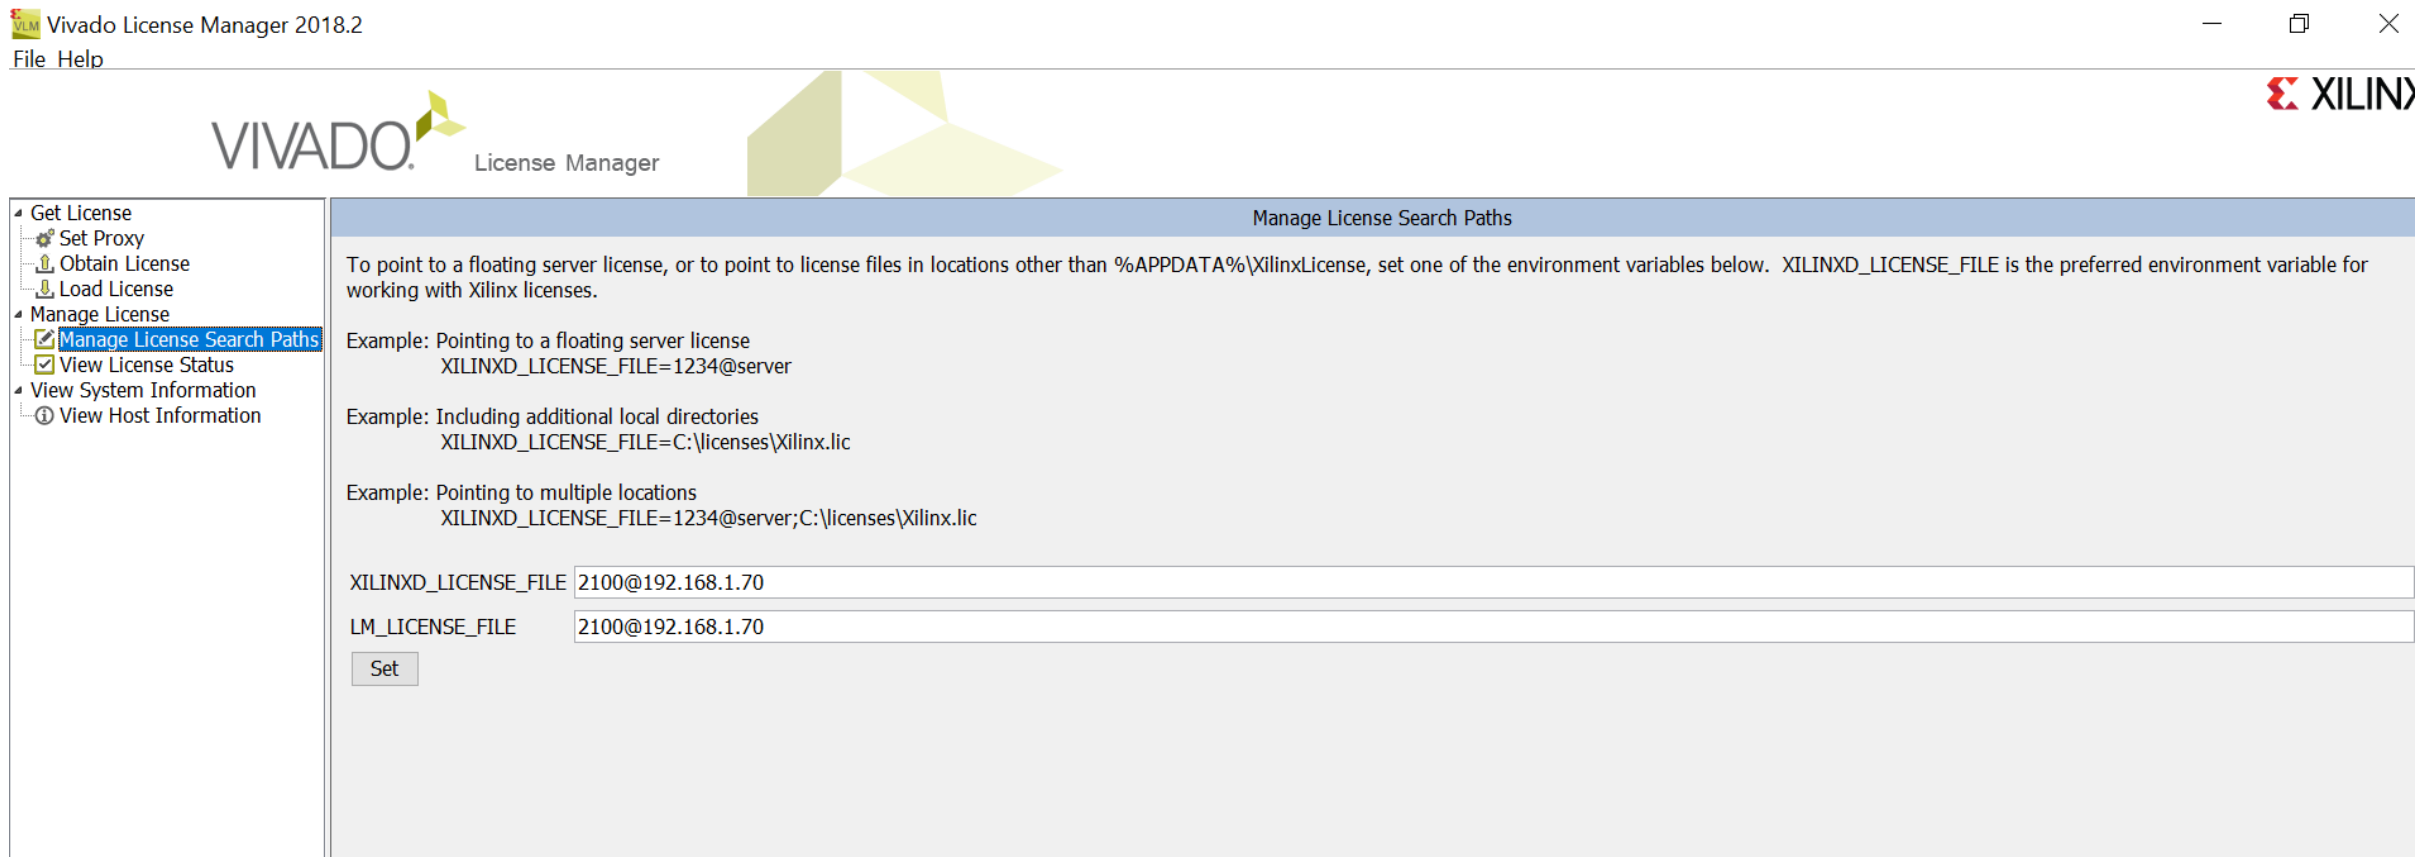 VLM Vivado License Manager 2018.2
File Help
VIVADO. License Manager
XILINX
Get License
Set Proxy
Obtain License
Load License
Manage License
Manage License Search Paths
View License Status
View System Information
View Host Information
Manage License Search Paths
To point to a floating server license, or to point to license files in locations other than %APPDATA%\XilinxLicense, set one of the environment variables below. XILINXD_LICENSE_FILE is the preferred environment variable for
working with Xilinx licenses.
Example: Pointing to a floating server license
XILINXD_LICENSE_FILE=1234@server
Example: Including additional local directories
XILINXD_LICENSE_FILE=C:\licenses\Xilinx.lic
Example: Pointing to multiple locations
XILINXD_LICENSE_FILE=1234@server;C:\licenses\Xilinx.lic
XILINXD_LICENSE_FILE 2100@192.168.1.70
LM_LICENSE_FILE 2100@192.168.1.70
Set